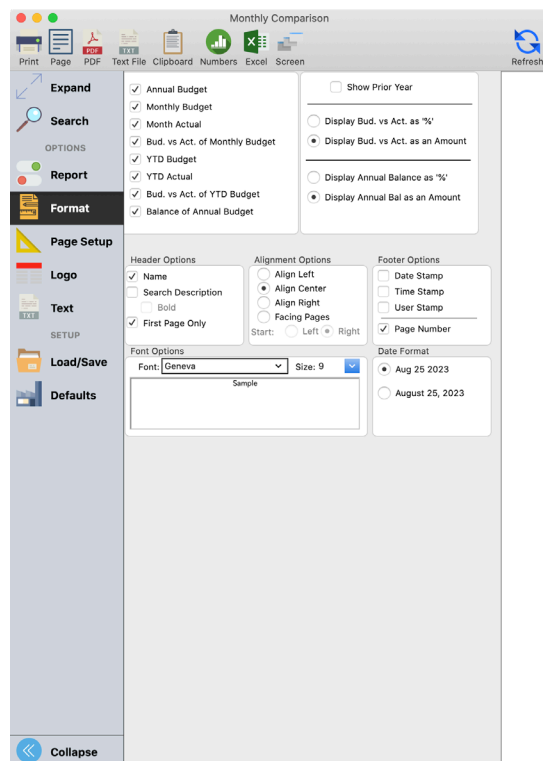 Monthly Comparison
Print Page PDF Text File Clipboard Numbers Excel Screen Refresh
PDF
TXT
Expand
Search
OPTIONS
Report
Format
Page Setup
Logo
Text
TXT
SETUP
Load/Save
Defaults
Collapse
Annual Budget
Monthly Budget
Month Actual
Bud. vs Act. of Monthly Budget
YTD Budget
YTD Actual
Bud. vs Act. of YTD Budget
Balance of Annual Budget
Show Prior Year
Display Bud. vs Act. as '%'
Display Bud. vs Act. as an Amount
Display Annual Balance as '%'
Display Annual Bal as an Amount
Header Options
Name
Search Description
Bold
First Page Only
Alignment Options
Align Left
Align Center
Align Right
Facing Pages
Start: Left Right
Footer Options
Date Stamp
Time Stamp
User Stamp
Page Number
Font Options
Font: Geneva Size: 9
Sample
Date Format
Aug 25 2023
August 25, 2023